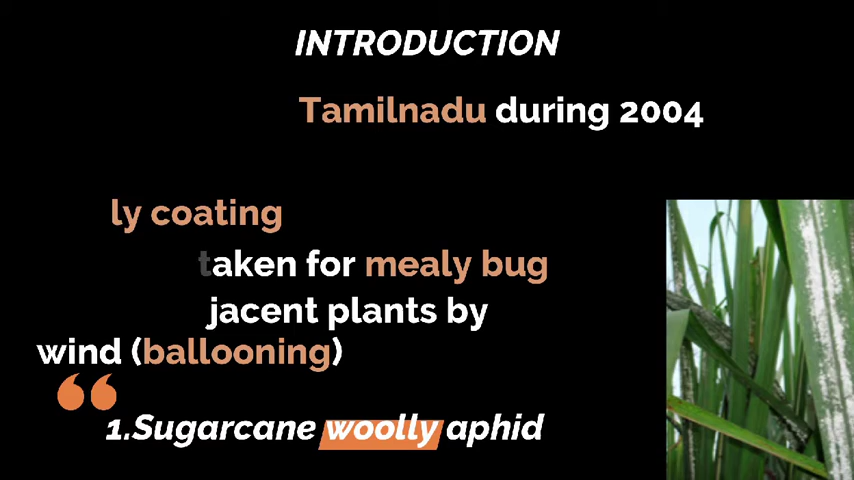 INTRODUCTION
Tamilnadu during 2004
ly coating
taken for mealy bug
jacent plants by
wind (ballooning)
1.Sugarcane woolly aphid